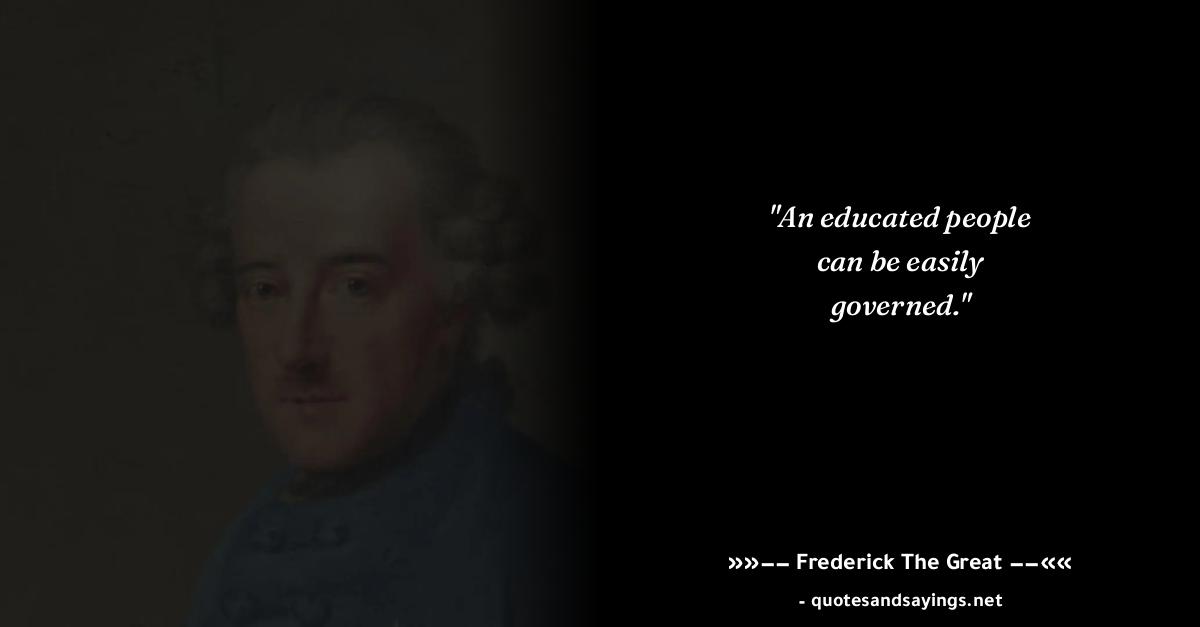 "An educated people
can be easily
governed."
»»−− Frederick The Great −−««
- quotesandsayings.net